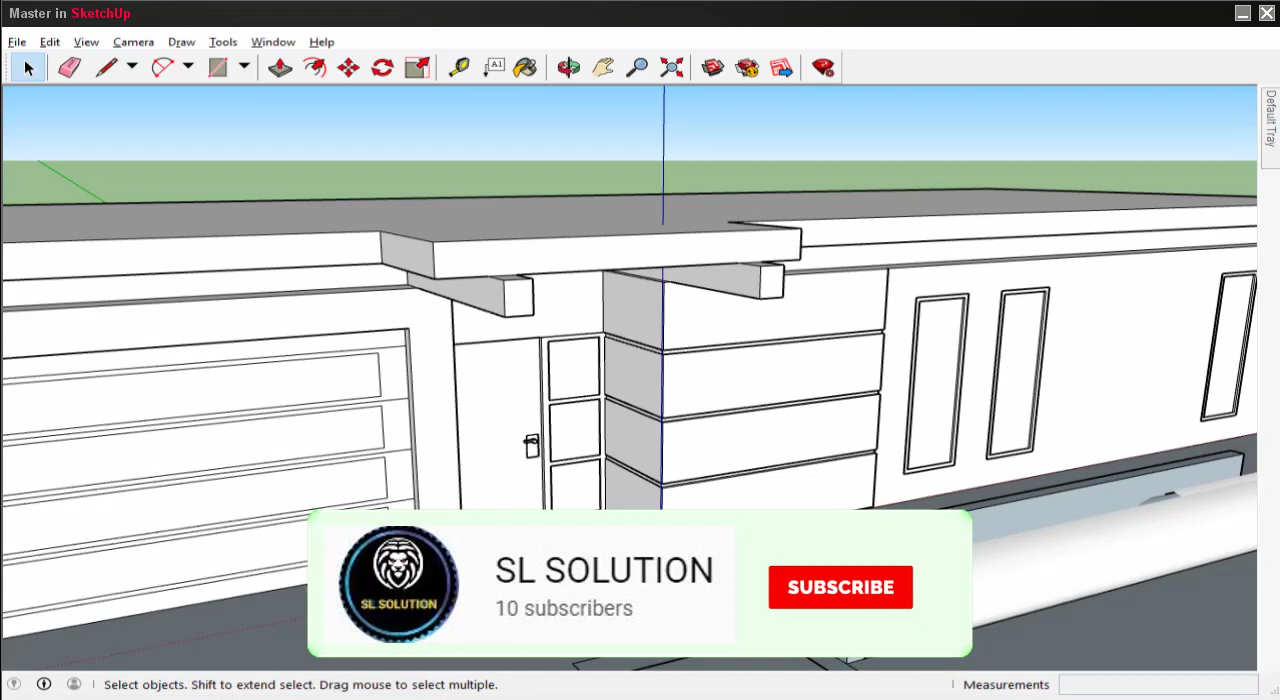 Master in SketchUp
File Edit View Camera Draw Tools Window Help
A1
Default Tray
SL SOLUTION
SL SOLUTION
10 subscribers
SUBSCRIBE
Select objects. Shift to extend select. Drag mouse to select multiple.
Measurements